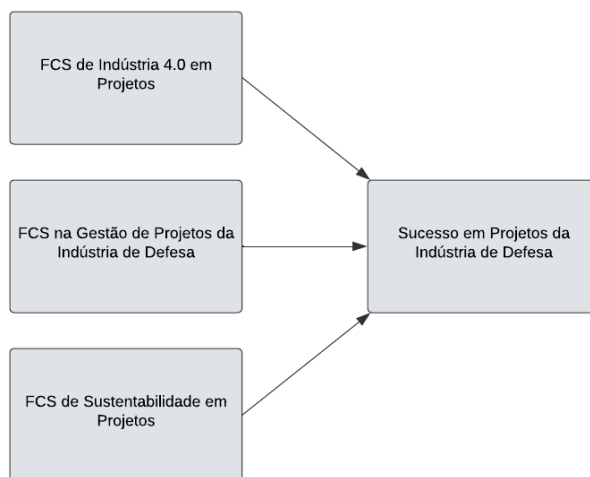 FCS de Indústria 4.0 em
Projetos
FCS na Gestão de Projetos da
Indústria de Defesa
Sucesso em Projetos da
Indústria de Defesa
FCS de Sustentabilidade em
Projetos